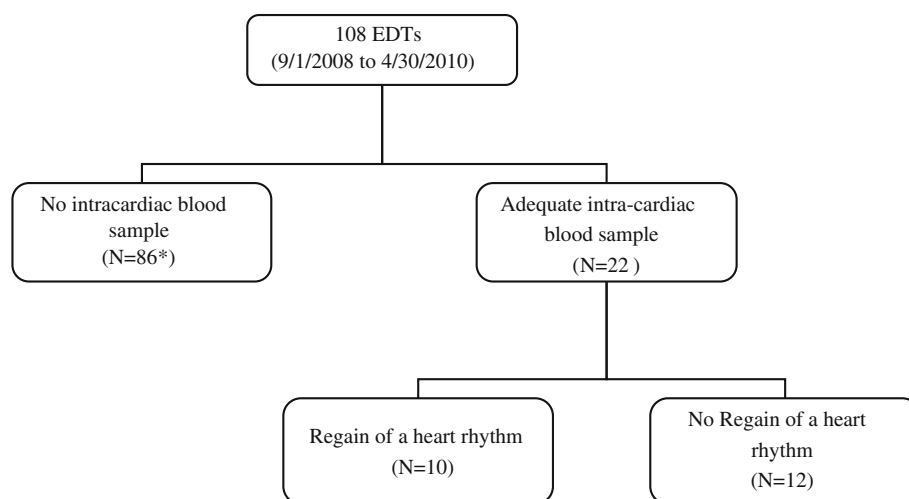 108 EDTs
(9/1/2008 to 4/30/2010)
No intracardiac blood
sample
(N=86*)
Adequate intra-cardiac
blood sample
(N=22 )
Regain of a heart rhythm
(N=10)
No Regain of a heart
rhythm
(N=12)